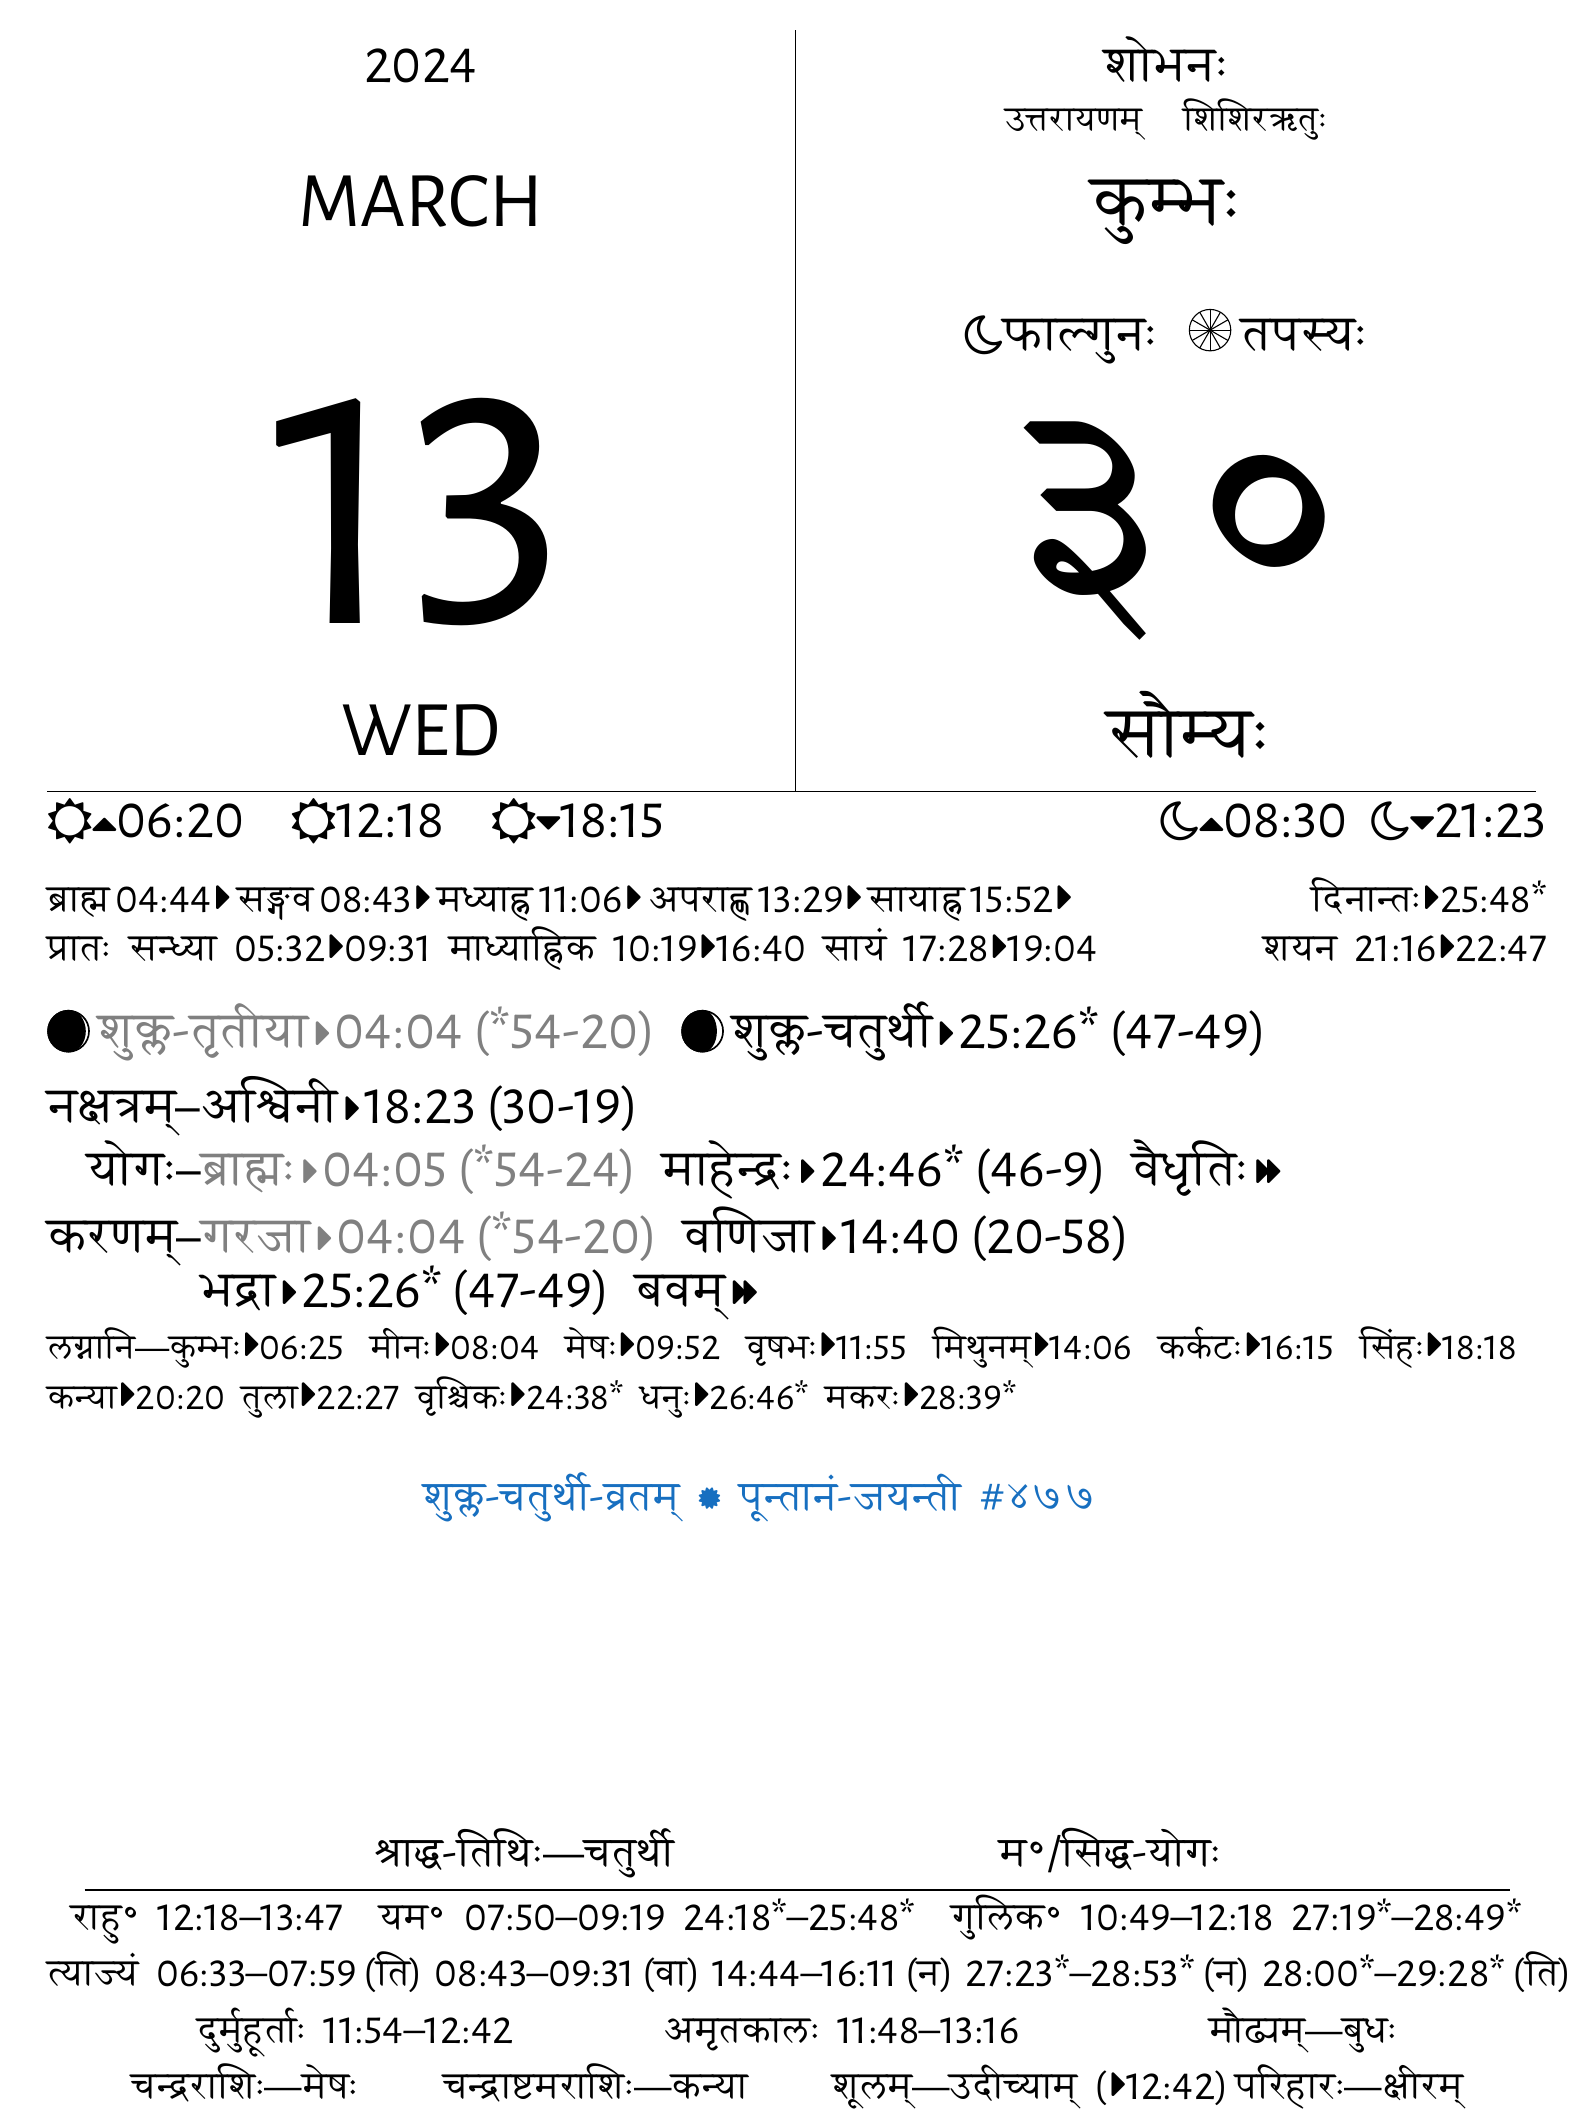 2024
MARCH
13
WED
शोभनः
उत्तरायणम् शिशिरऋतुः
कुम्भः
फाल्गुनः तपस्यः
३०
सौम्यः
06:20 12:18 18:15 08:30 21:23
ब्राह्म 04:44 सङ्गव 08:43 मध्याह्न 11:06 अपराह्ण 13:29 सायाह्न 15:52 दिनान्तः 25:48*
प्रातः सन्ध्या 05:32 09:31 माध्याह्निक 10:19 16:40 सायं 17:28 19:04 शयन 21:16 22:47
शुक्ल-तृतीया 04:04 (*54-20) शुक्ल-चतुर्थी 25:26* (47-49)
नक्षत्रम्–अश्विनी 18:23 (30-19)
योगः–ब्राह्मः 04:05 (*54-24) माहेन्द्रः 24:46* (46-9) वैधृतिः
करणम्–गरजा 04:04 (*54-20) वणिजा 14:40 (20-58)
भद्रा 25:26* (47-49) बवम्
लग्नानि—कुम्भः 06:25 मीनः 08:04 मेषः 09:52 वृषभः 11:55 मिथुनम् 14:06 कर्कटः 16:15 सिंहः 18:18
कन्या 20:20 तुला 22:27 वृश्चिकः 24:38* धनुः 26:46* मकरः 28:39*
शुक्ल-चतुर्थी-व्रतम् पून्तानं-जयन्ती #४७७
श्राद्ध-तिथिः—चतुर्थी म°/सिद्ध-योगः
राहु° 12:18–13:47 यम° 07:50–09:19 24:18*–25:48* गुलिक° 10:49–12:18 27:19*–28:49*
त्याज्यं 06:33–07:59 (ति) 08:43–09:31 (वा) 14:44–16:11 (न) 27:23*–28:53* (न) 28:00*–29:28* (ति)
दुर्मुहूर्ताः 11:54–12:42 अमृतकालः 11:48–13:16 मौढ्यम्—बुधः
चन्द्रराशिः—मेषः चन्द्राष्टमराशिः—कन्या शूलम्—उदीच्याम् (12:42) परिहारः—क्षीरम्